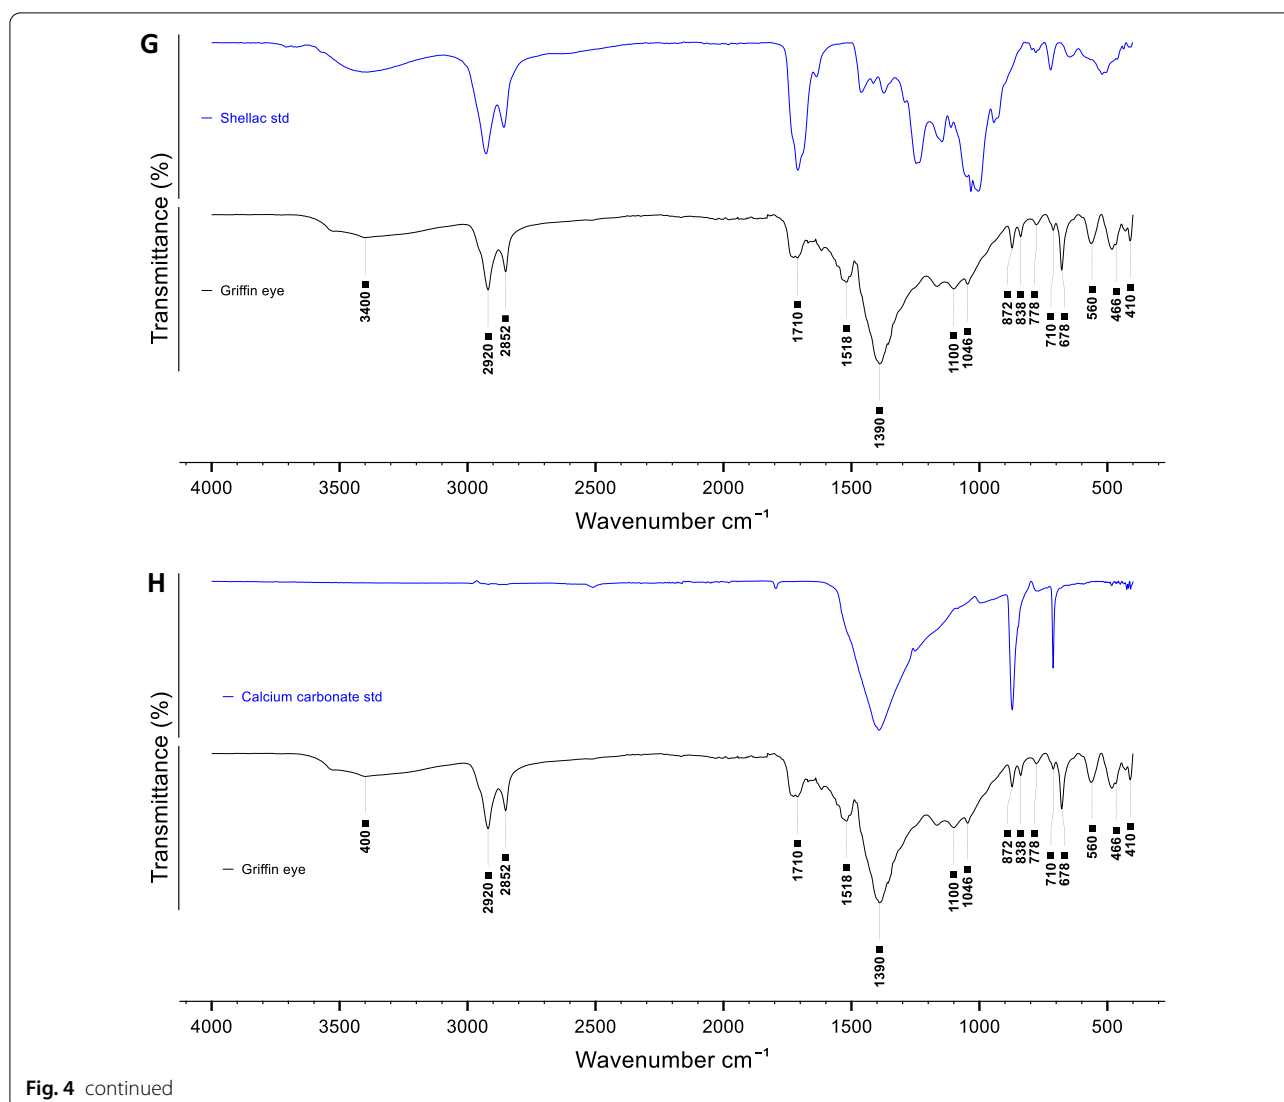 G
Shellac std
Griffin eye
Transmittance (%)
3400
2920
2852
1710
1518
1390
1100
1046
872
838
778
710
678
560
466
410
4000 3500 3000 2500 2000 1500 1000 500
Wavenumber cm⁻¹
H
Calcium carbonate std
Griffin eye
Transmittance (%)
400
2920
2852
1710
1518
1390
1100
1046
872
838
778
710
678
560
466
410
4000 3500 3000 2500 2000 1500 1000 500
Wavenumber cm⁻¹
Fig. 4 continued